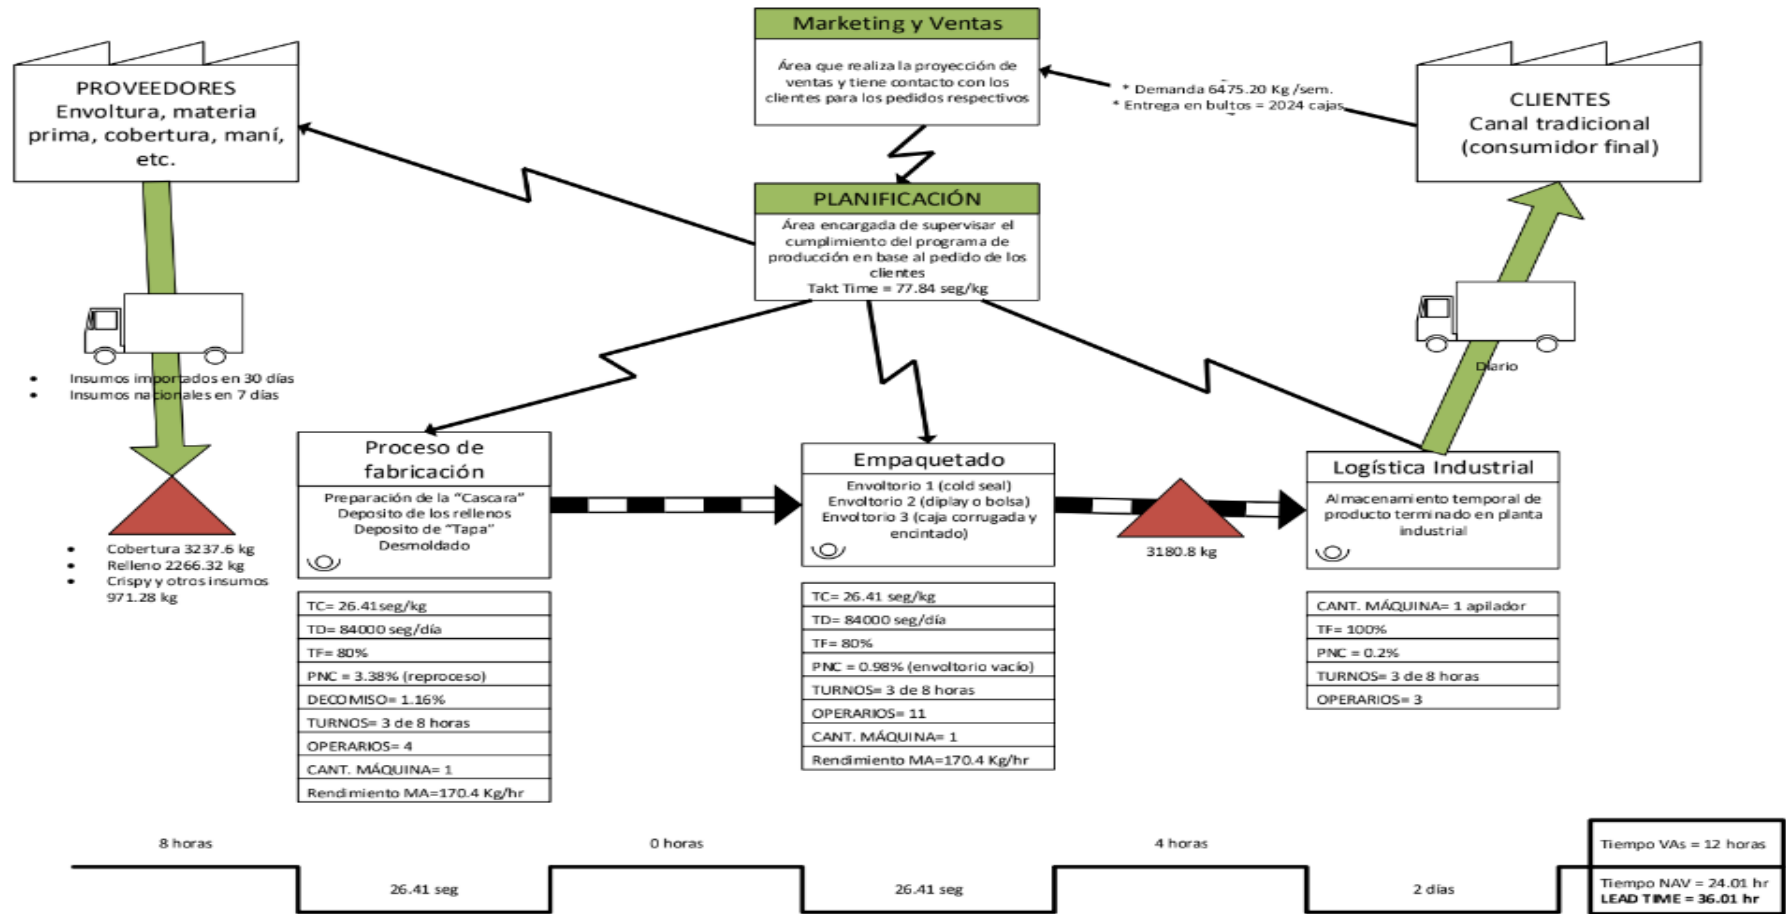 Marketing y Ventas
Área que realiza la proyección de
ventas y tiene contacto con los
clientes para los pedidos respectivos
PROVEEDORES
Envoltura, materia
prima, cobertura, maní,
etc.
* Demanda 6475.20 Kg /sem.
* Entrega en bultos = 2024 cajas
CLIENTES
Canal tradicional
(consumidor final)
PLANIFICACIÓN
Área encargada de supervisar el
cumplimiento del programa de
producción en base al pedido de los
clientes
Takt Time = 77.84 seg/kg
• Insumos importados en 30 días
• Insumos nacionales en 7 días
Diario
• Cobertura 3237.6 kg
• Relleno 2266.32 kg
• Crispy y otros insumos
971.28 kg
Proceso de
fabricación
Preparación de la “Cascara”
Deposito de los rellenos
Deposito de “Tapa”
Desmoldado
TC= 26.41seg/kg
TD= 84000 seg/día
TF= 80%
PNC = 3.38% (reproceso)
DECOMISO= 1.16%
TURNOS= 3 de 8 horas
OPERARIOS= 4
CANT. MÁQUINA= 1
Rendimiento MA=170.4 Kg/hr
Empaquetado
Envoltorio 1 (cold seal)
Envoltorio 2 (diplay o bolsa)
Envoltorio 3 (caja corrugada y
encintado)
TC= 26.41 seg/kg
TD= 84000 seg/día
TF= 80%
PNC = 0.98% (envoltorio vacío)
TURNOS= 3 de 8 horas
OPERARIOS= 11
CANT. MÁQUINA= 1
Rendimiento MA=170.4 Kg/hr
3180.8 kg
Logística Industrial
Almacenamiento temporal de
producto terminado en planta
industrial
CANT. MÁQUINA= 1 apilador
TF= 100%
PNC = 0.2%
TURNOS= 3 de 8 horas
OPERARIOS= 3
8 horas
0 horas
4 horas
26.41 seg
26.41 seg
2 días
Tiempo VAs = 12 horas
Tiempo NAV = 24.01 hr
LEAD TIME = 36.01 hr